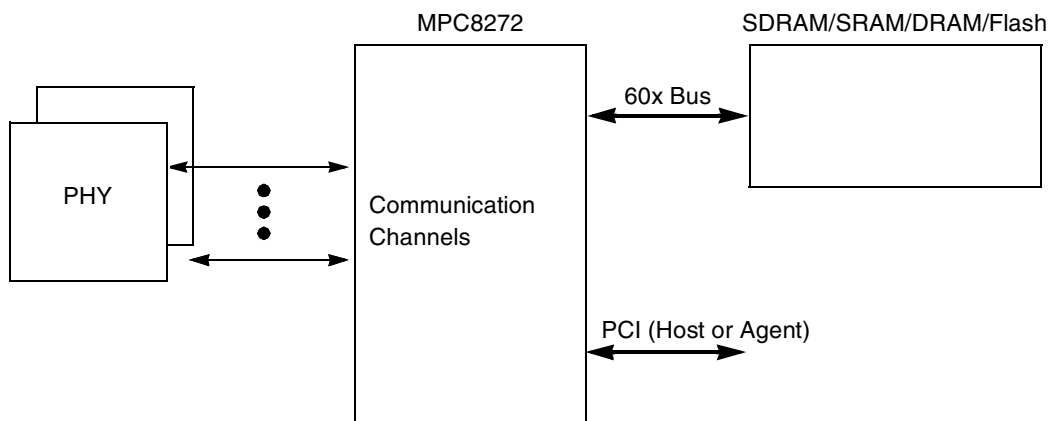 MPC8272
SDRAM/SRAM/DRAM/Flash
60x Bus
PHY
Communication
Channels
PCI (Host or Agent)